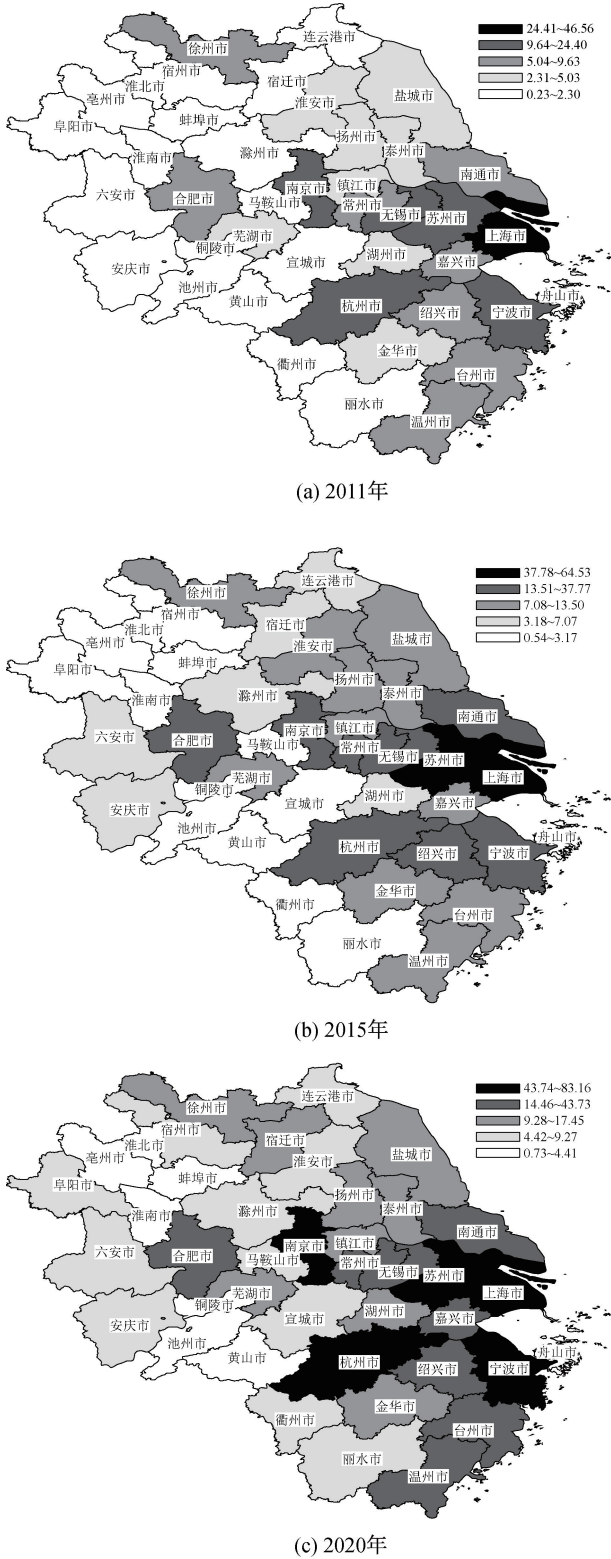 24.41~46.56
9.64~24.40
5.04~9.63
2.31~5.03
0.23~2.30
连云港市
徐州市
宿州市
宿迁市
淮北市
亳州市
淮安市
盐城市
阜阳市
蚌埠市
扬州市
滁州市
泰州市
淮南市
南通市
六安市
合肥市
南京市
镇江市
马鞍山市
常州市
无锡市
苏州市
上海市
芜湖市
铜陵市
宣城市
湖州市
嘉兴市
安庆市
池州市
黄山市
杭州市
绍兴市
宁波市
舟山市
衢州市
金华市
台州市
丽水市
温州市
(a) 2011年
37.78~64.53
13.51~37.77
7.08~13.50
3.18~7.07
0.54~3.17
连云港市
徐州市
宿州市
宿迁市
淮北市
亳州市
淮安市
盐城市
阜阳市
蚌埠市
扬州市
滁州市
泰州市
淮南市
南通市
六安市
合肥市
南京市
镇江市
马鞍山市
常州市
无锡市
苏州市
上海市
芜湖市
铜陵市
宣城市
湖州市
嘉兴市
安庆市
池州市
黄山市
杭州市
绍兴市
宁波市
舟山市
衢州市
金华市
台州市
丽水市
温州市
(b) 2015年
43.74~83.16
14.46~43.73
9.28~17.45
4.42~9.27
0.73~4.41
连云港市
徐州市
宿州市
宿迁市
淮北市
亳州市
淮安市
盐城市
阜阳市
蚌埠市
扬州市
滁州市
泰州市
淮南市
南通市
六安市
合肥市
南京市
镇江市
马鞍山市
常州市
无锡市
苏州市
上海市
芜湖市
铜陵市
宣城市
湖州市
嘉兴市
安庆市
池州市
黄山市
杭州市
绍兴市
宁波市
舟山市
衢州市
金华市
台州市
丽水市
温州市
(c) 2020年